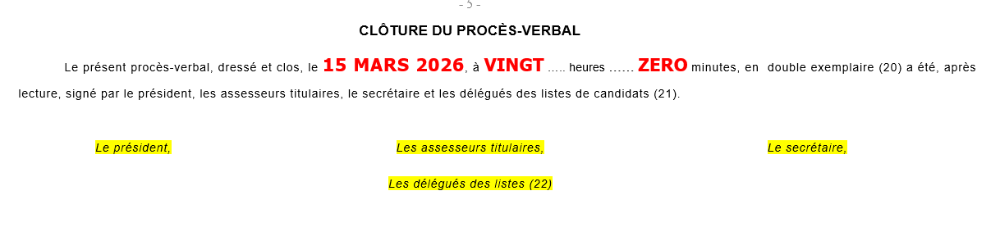 - 5 -
CLÔTURE DU PROCÈS-VERBAL
Le présent procès-verbal, dressé et clos, le 15 MARS 2026, à VINGT ..... heures ...... ZERO minutes, en double exemplaire (20) a été, après
lecture, signé par le président, les assesseurs titulaires, le secrétaire et les délégués des listes de candidats (21).
Le président, Les assesseurs titulaires, Le secrétaire,
Les délégués des listes (22)